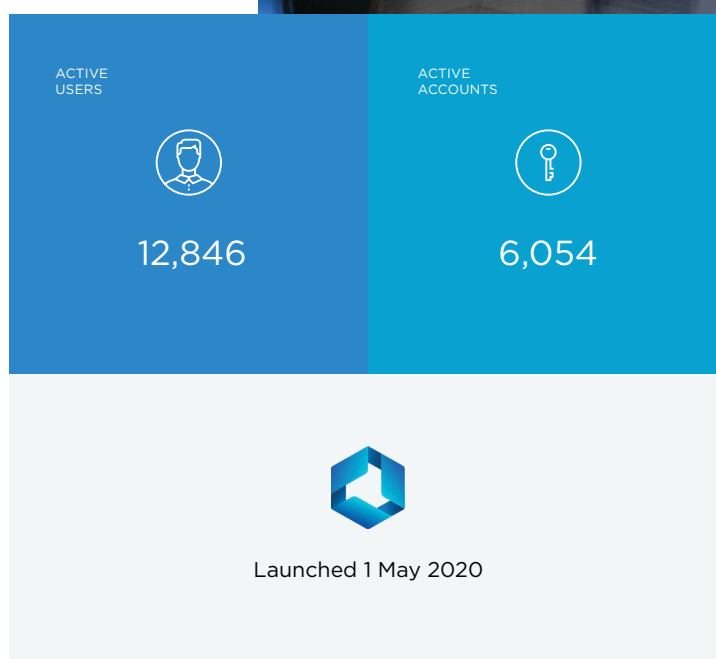 ACTIVE
USERS
12,846
ACTIVE
ACCOUNTS
6,054
Launched 1 May 2020